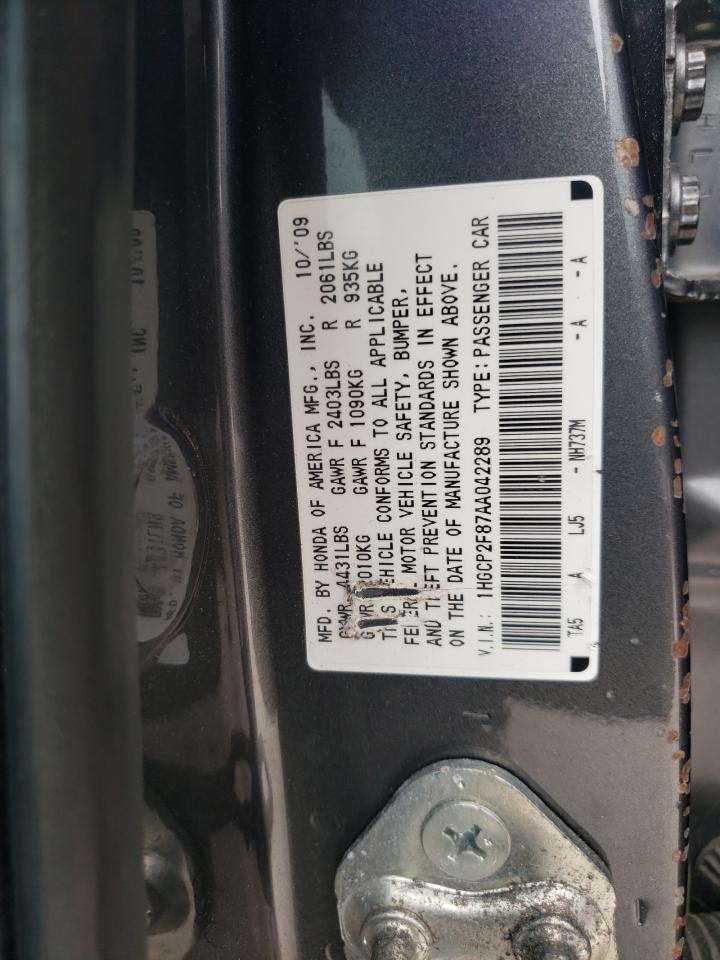 MFD. BY HONDA OF AMERICA MFG., INC. 10/'09
GVWR 4431LBS GAWR F 2403LBS R 2061LBS
010KG GAWR F 1090KG R 935KG
VEHICLE CONFORMS TO ALL APPLICABLE
MOTOR VEHICLE SAFETY, BUMPER,
AND THEFT PREVENTION STANDARDS IN EFFECT
ON THE DATE OF MANUFACTURE SHOWN ABOVE.
V.I.N.: 1HGCP2F87AA042289 TYPE: PASSENGER CAR
TA5 A LJ5 - NH737M - A - A